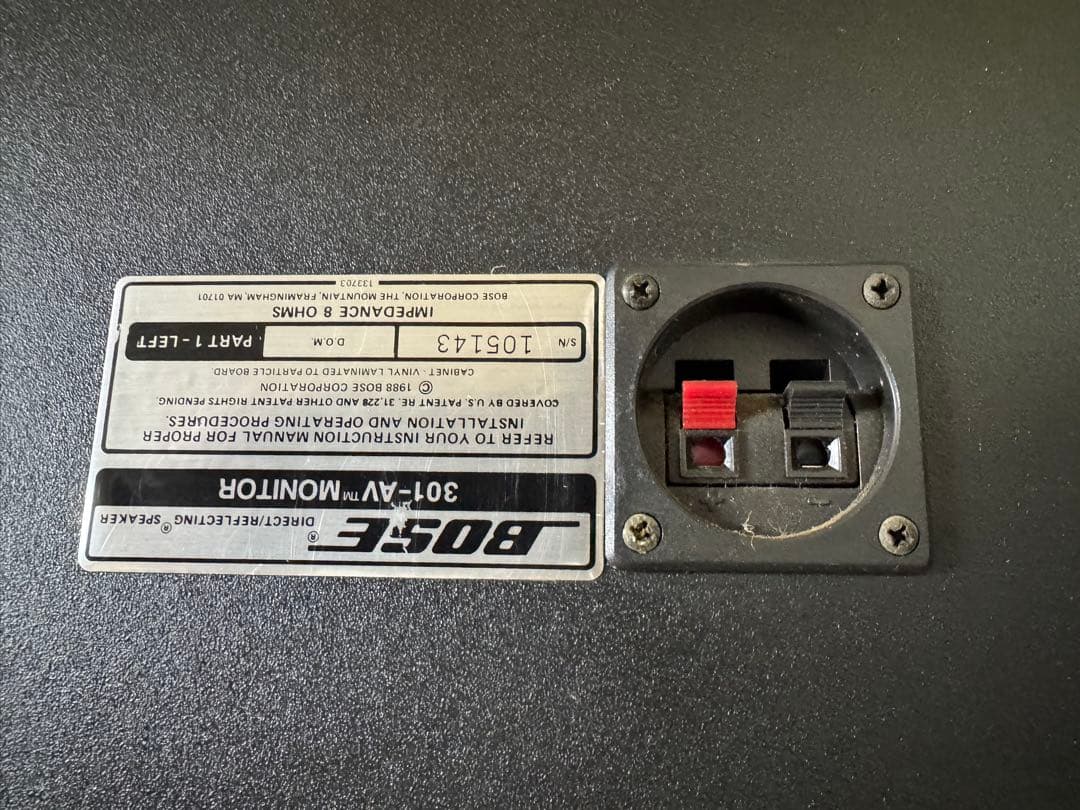 BOSE® DIRECT/REFLECTING® SPEAKER
301-AV™ MONITOR
REFER TO YOUR INSTRUCTION MANUAL FOR PROPER
INSTALLATION AND OPERATING PROCEDURES.
COVERED BY U.S. PATENT RE. 31,228 AND OTHER PATENT RIGHTS PENDING.
© 1988 BOSE CORPORATION
CABINET - VINYL LAMINATED TO PARTICLE BOARD.
S/N 105143 D.O.M. PART 1 - LEFT
IMPEDANCE 8 OHMS
BOSE CORPORATION, THE MOUNTAIN, FRAMINGHAM, MA 01701
133703
+ -